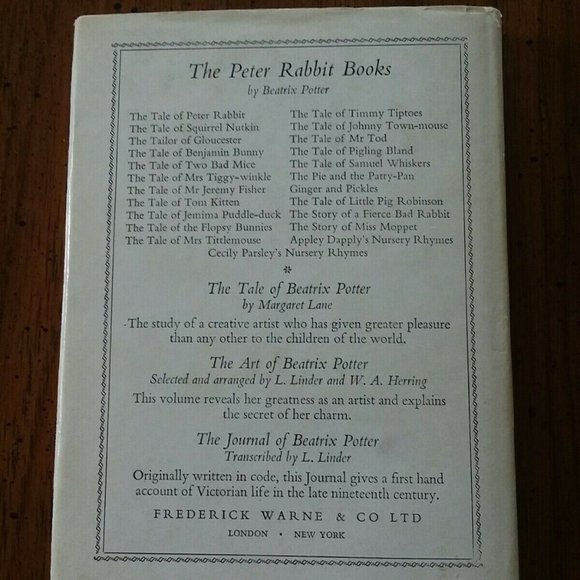 The Peter Rabbit Books
by Beatrix Potter
The Tale of Peter Rabbit
The Tale of Squirrel Nutkin
The Tailor of Gloucester
The Tale of Benjamin Bunny
The Tale of Two Bad Mice
The Tale of Mrs Tiggy-winkle
The Tale of Mr Jeremy Fisher
The Tale of Tom Kitten
The Tale of Jemima Puddle-duck
The Tale of the Flopsy Bunnies
The Tale of Mrs Tittlemouse
The Tale of Timmy Tiptoes
The Tale of Johnny Town-mouse
The Tale of Mr Tod
The Tale of Pigling Bland
The Tale of Samuel Whiskers
The Pie and the Patty-Pan
Ginger and Pickles
The Tale of Little Pig Robinson
The Story of a Fierce Bad Rabbit
The Story of Miss Moppet
Appley Dapply's Nursery Rhymes
Cecily Parsley's Nursery Rhymes
*
The Tale of Beatrix Potter
by Margaret Lane
The study of a creative artist who has given greater pleasure
than any other to the children of the world.
The Art of Beatrix Potter
Selected and arranged by L. Linder and W. A. Herring
This volume reveals her greatness as an artist and explains
the secret of her charm.
The Journal of Beatrix Potter
Transcribed by L. Linder
Originally written in code, this Journal gives a first hand
account of Victorian life in the late nineteenth century.
FREDERICK WARNE & CO LTD
LONDON · NEW YORK